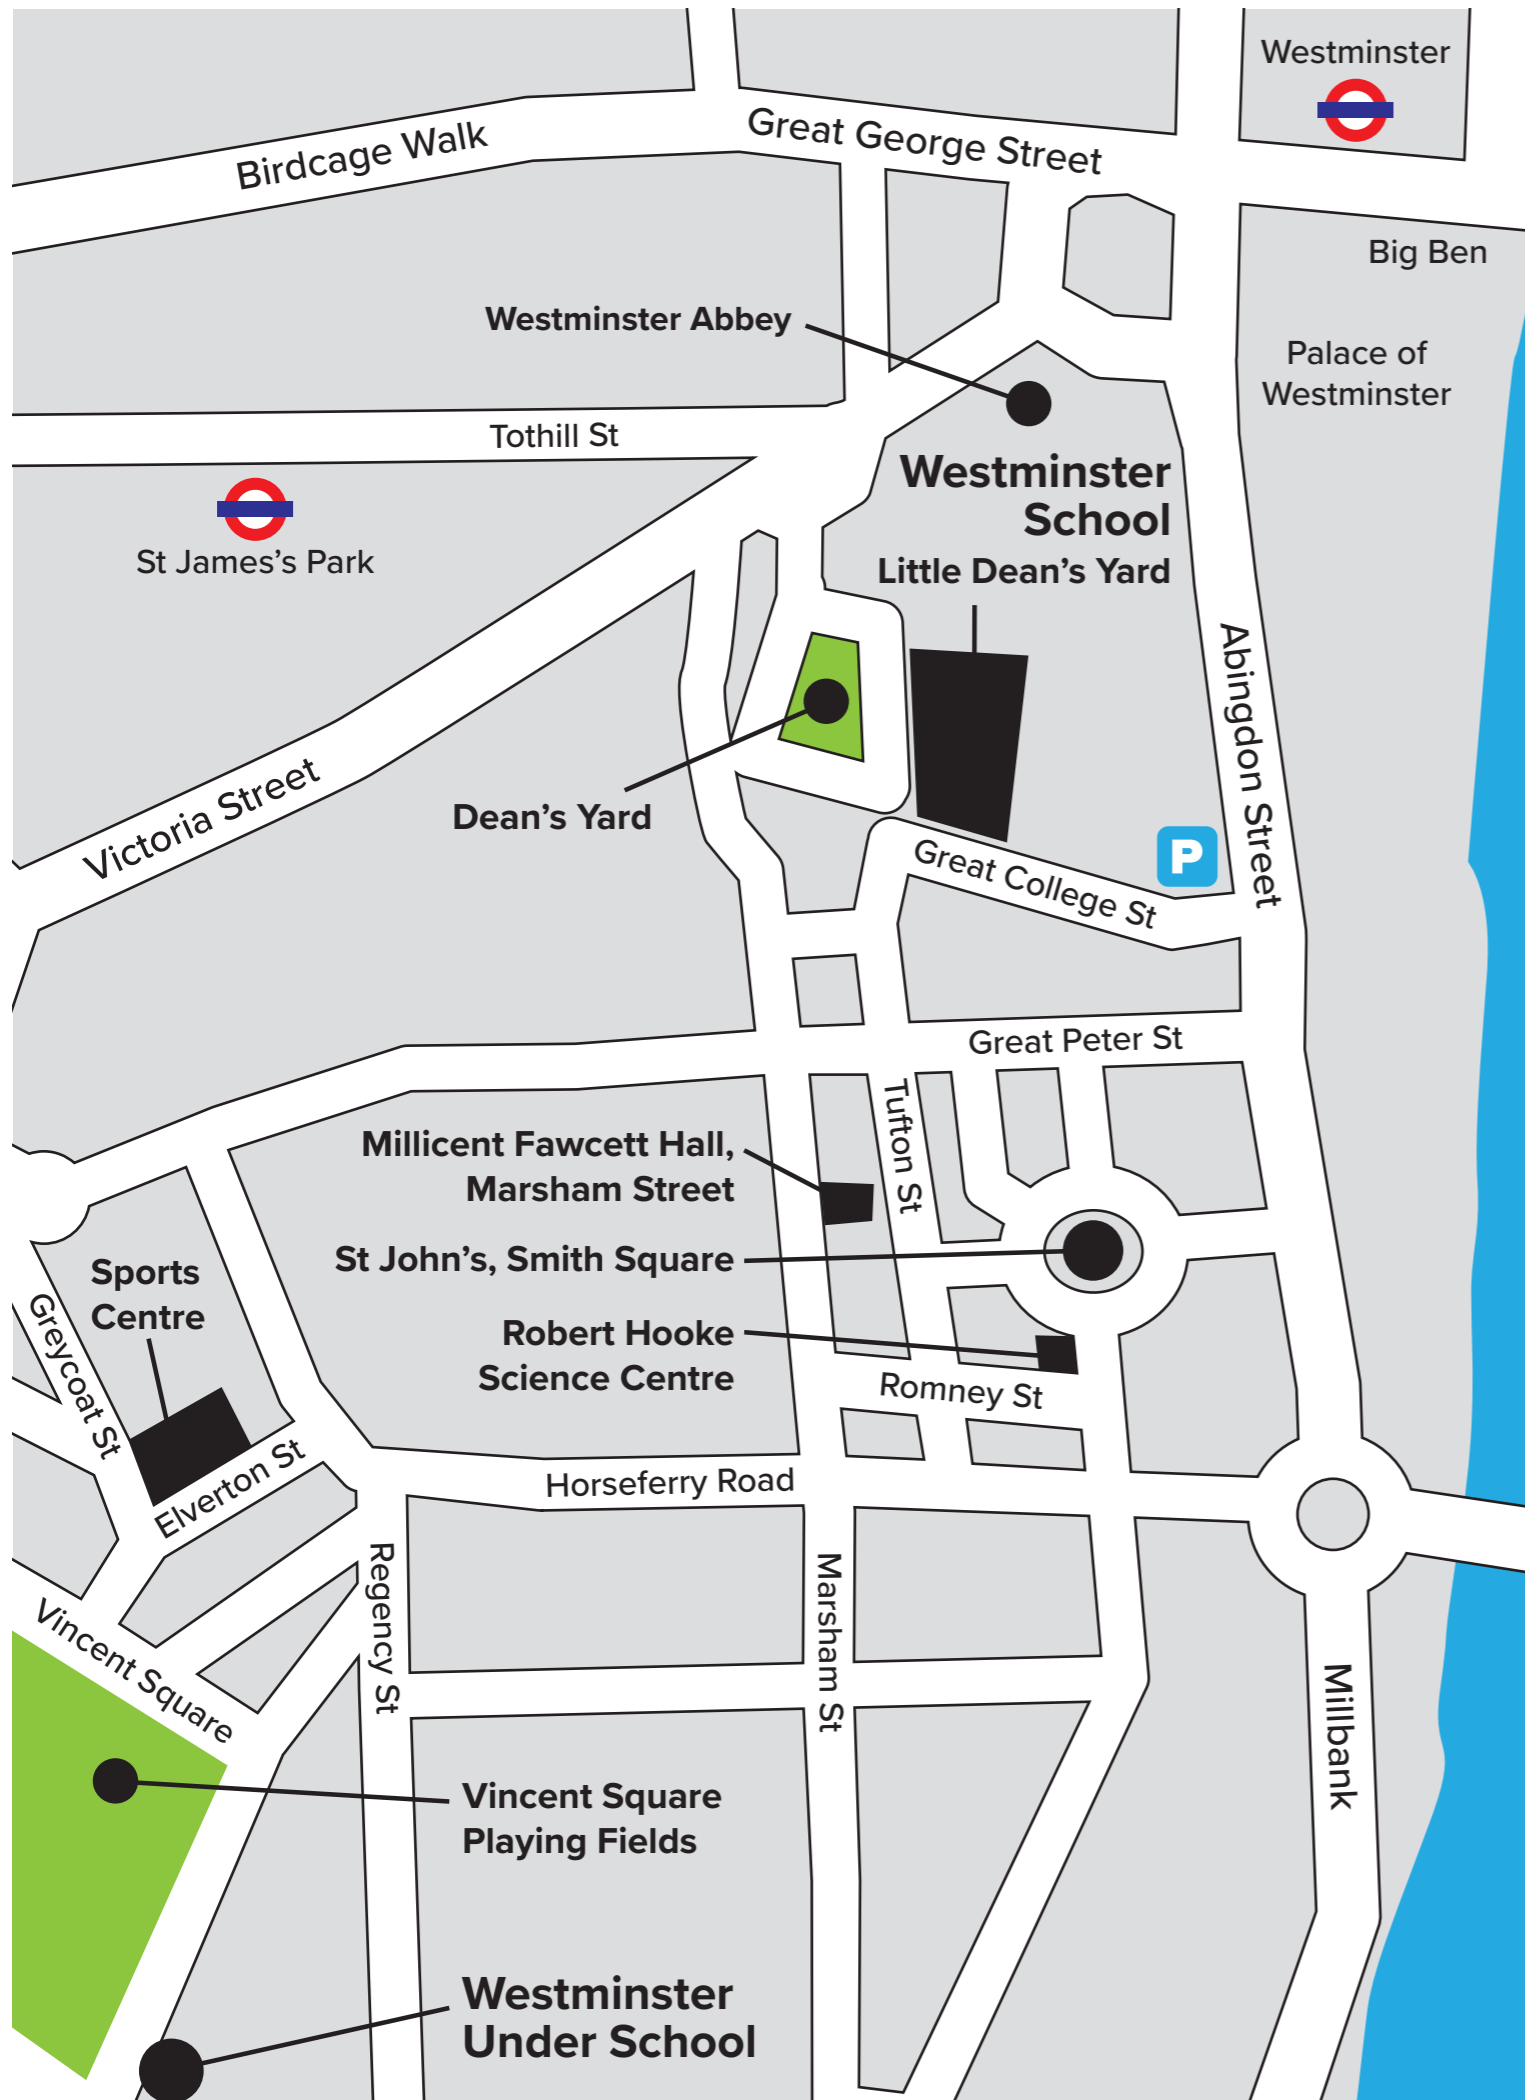 Westminster
Great George Street
Birdcage Walk
Big Ben
Westminster Abbey
Palace of
Westminster
Tothill St
Westminster
School
St James’s Park
Little Dean’s Yard
Abingdon Street
Victoria Street
Dean’s Yard
P
Great College St
Great Peter St
Tufton St
Millicent Fawcett Hall,
Marsham Street
St John’s, Smith Square
Sports
Centre
Greycoat St
Robert Hooke
Science Centre
Romney St
Elverton St
Horseferry Road
Regency St
Marsham St
Vincent Square
Millbank
Vincent Square
Playing Fields
Westminster
Under School